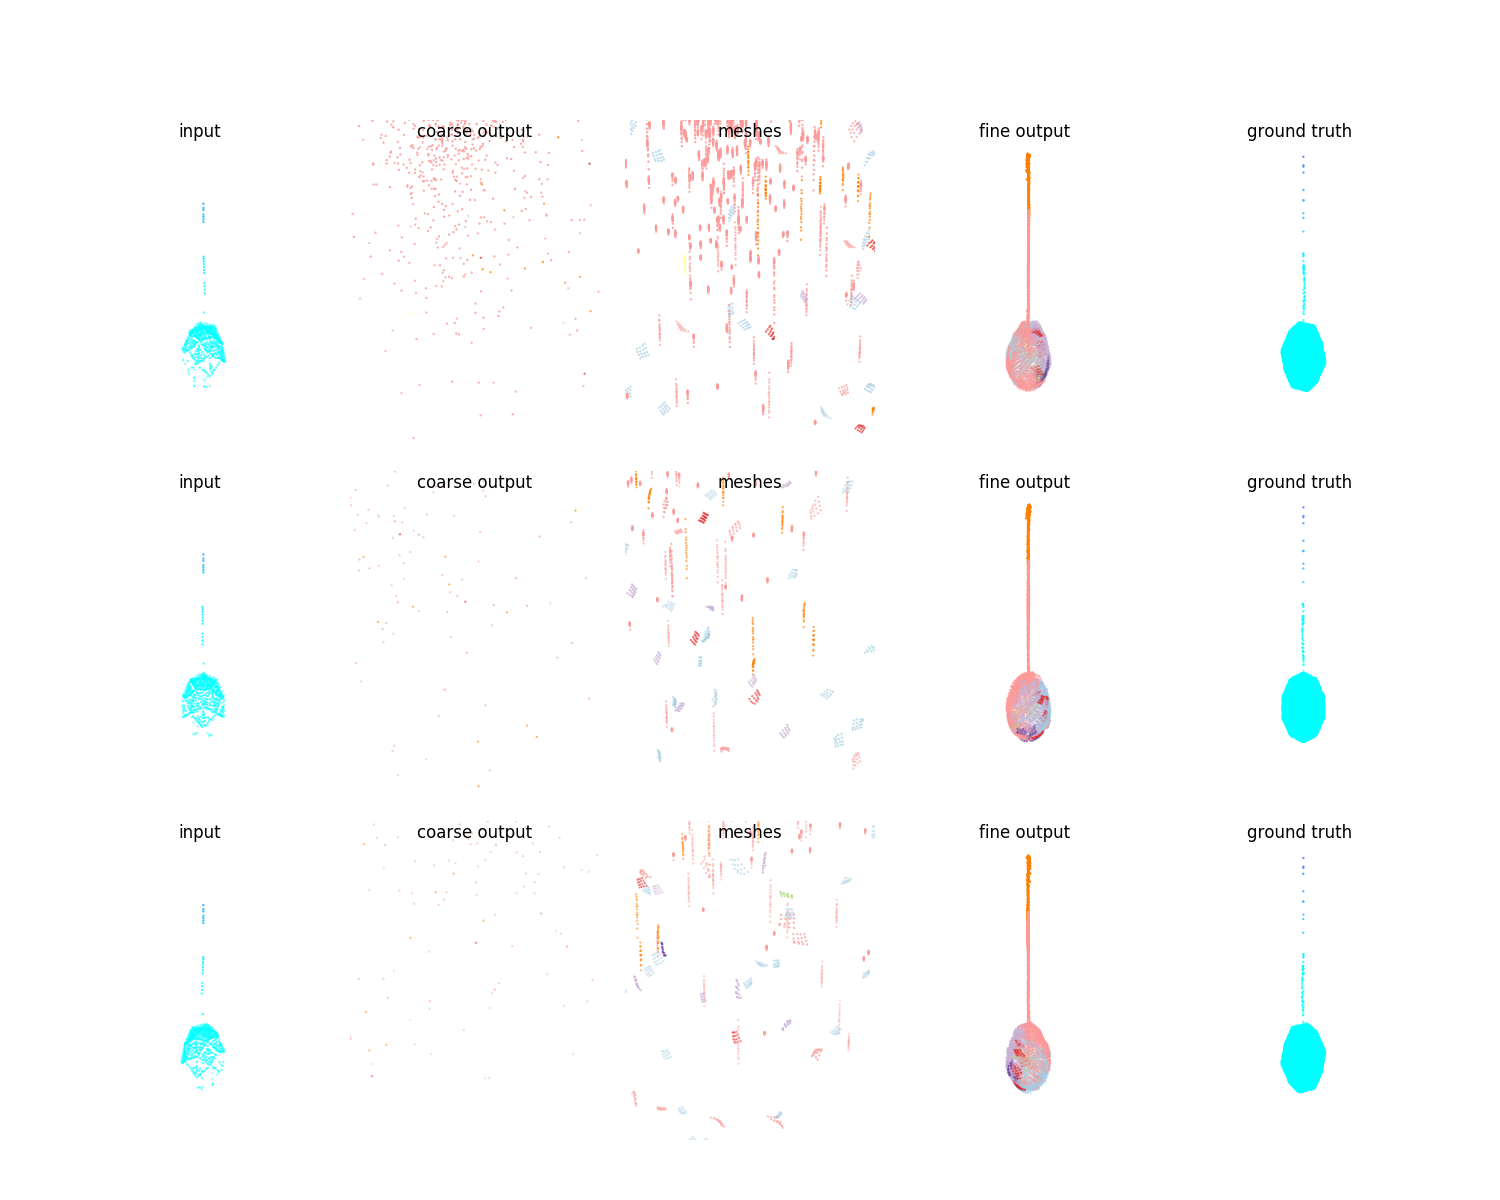 input
coarse output
meshes
fine output
ground truth
input
coarse output
meshes
fine output
ground truth
input
coarse output
meshes
fine output
ground truth